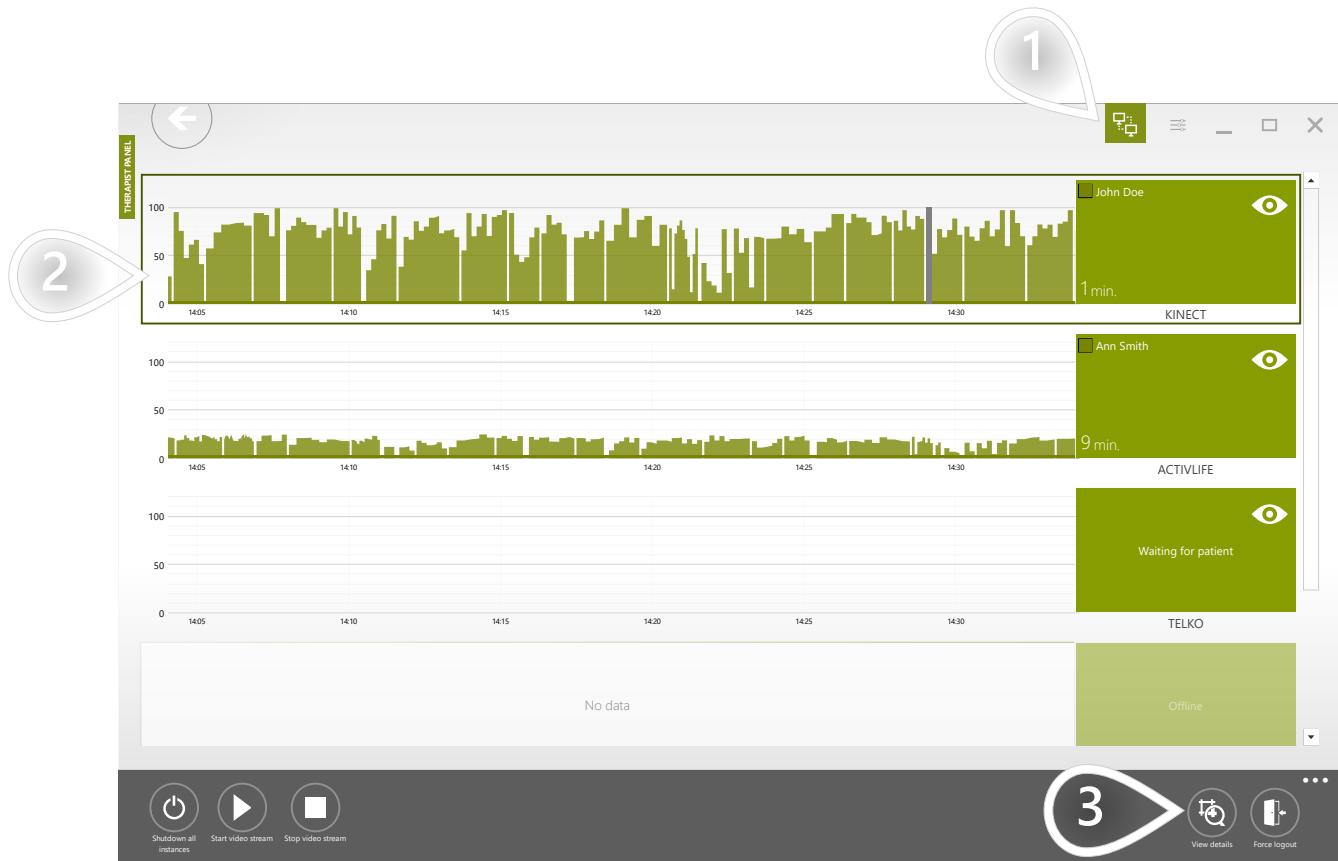 1
THERAPIST PANEL
2
100
50
0
14:05 14:10 14:15 14:20 14:25 14:30
John Doe
1 min.
KINECT
100
50
0
14:05 14:10 14:15 14:20 14:25 14:30
Ann Smith
9 min.
ACTIVLIFE
100
50
0
14:05 14:10 14:15 14:20 14:25 14:30
Waiting for patient
TELKO
No data
Offline
Shutdown all
instances
Start video stream
Stop video stream
3
View details
Force logout